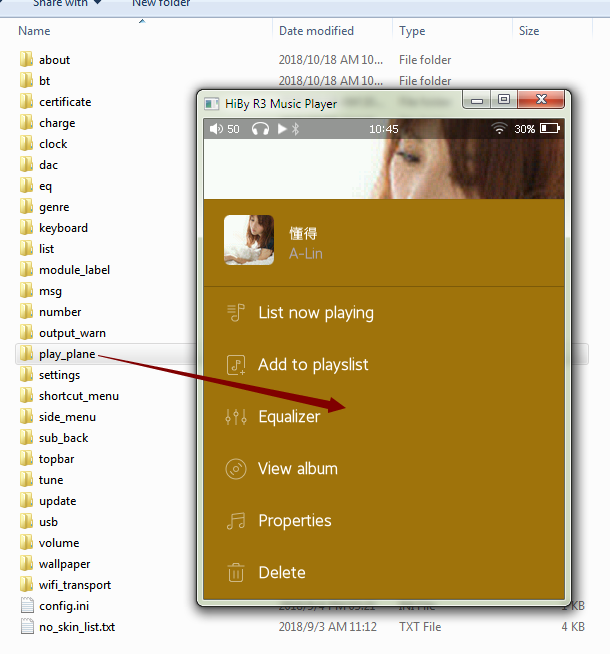 Share with
New folder
Name
Date modified
Type
Size
about
2018/10/18 AM 10...
File folder
bt
2018/10/18 AM 10...
File folder
certificate
charge
clock
dac
eq
genre
keyboard
list
module_label
msg
number
output_warn
play_plane
settings
shortcut_menu
side_menu
sub_back
topbar
tune
update
usb
volume
wallpaper
wifi_transport
config.ini
KB
no_skin_list.txt
2018/9/3 AM 11:12
TXT File
4 KB
HiBy R3 Music Player
50
10:45
30%
懂得
A-Lin
List now playing
Add to playslist
Equalizer
View album
Properties
Delete